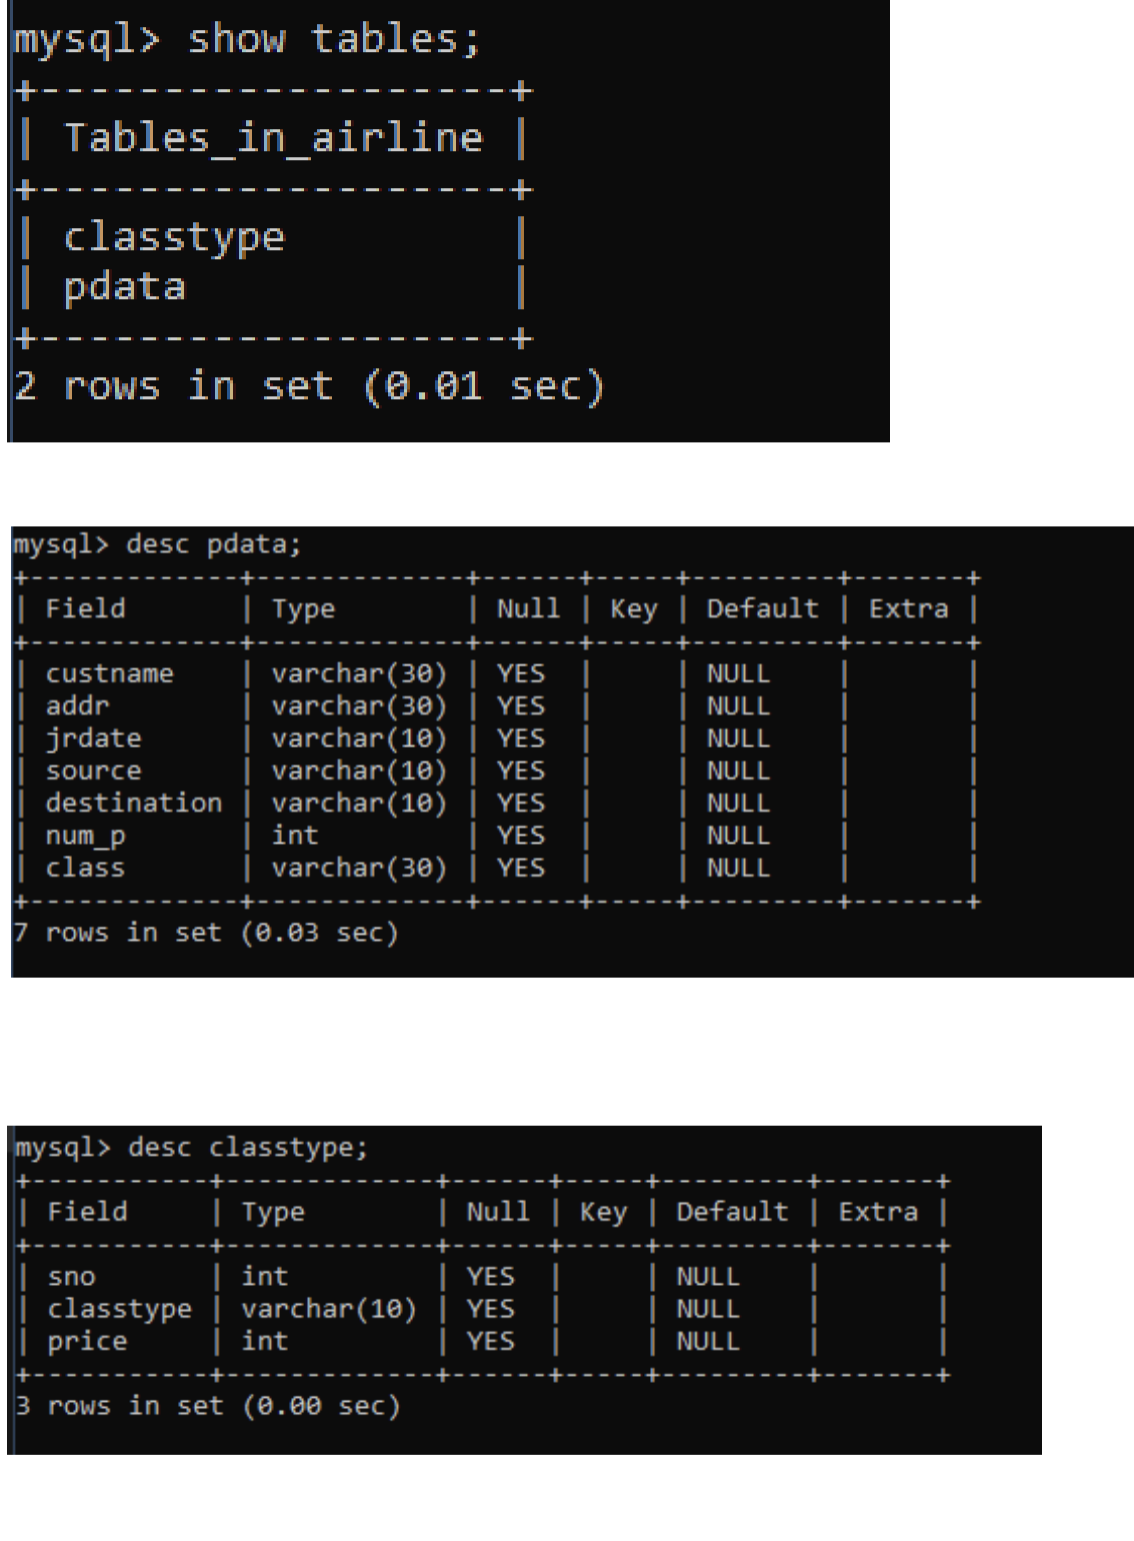 mysql> show tables;
+-------------------+
| Tables_in_airline |
+-------------------+
| classtype         |
| pdata             |
+-------------------+
2 rows in set (0.01 sec)
mysql> desc pdata;
+-------------+-------------+------+-----+---------+-------+
| Field       | Type        | Null | Key | Default | Extra |
+-------------+-------------+------+-----+---------+-------+
| custname    | varchar(30) | YES  |     | NULL    |       |
| addr        | varchar(30) | YES  |     | NULL    |       |
| jrdate      | varchar(10) | YES  |     | NULL    |       |
| source      | varchar(10) | YES  |     | NULL    |       |
| destination | varchar(10) | YES  |     | NULL    |       |
| num_p       | int         | YES  |     | NULL    |       |
| class       | varchar(30) | YES  |     | NULL    |       |
+-------------+-------------+------+-----+---------+-------+
7 rows in set (0.03 sec)
mysql> desc classtype;
+-----------+-------------+------+-----+---------+-------+
| Field     | Type        | Null | Key | Default | Extra |
+-----------+-------------+------+-----+---------+-------+
| sno       | int         | YES  |     | NULL    |       |
| classtype | varchar(10) | YES  |     | NULL    |       |
| price     | int         | YES  |     | NULL    |       |
+-----------+-------------+------+-----+---------+-------+
3 rows in set (0.00 sec)